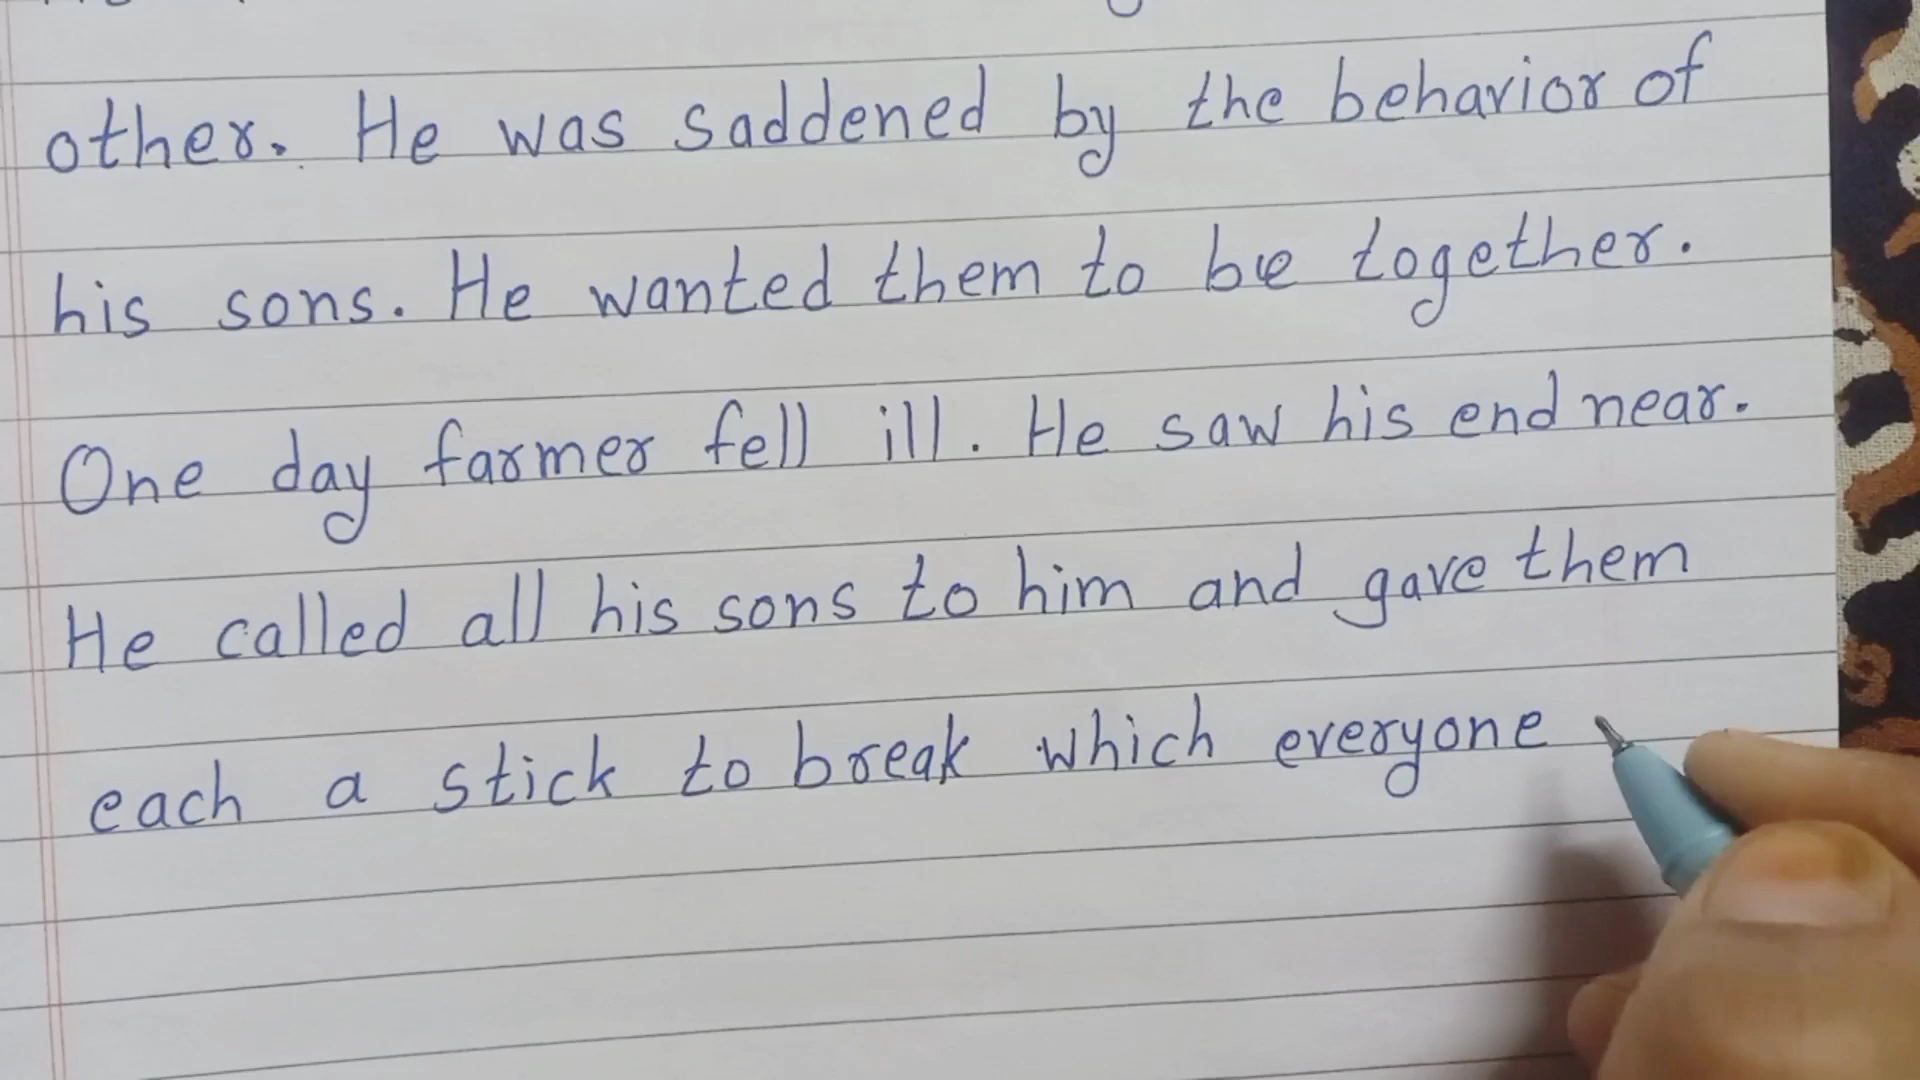 other. He was saddened by the behavior of
his sons. He wanted them to be together.
One day farmer fell ill. He saw his end near.
He called all his sons to him and gave them
each a stick to break which everyone